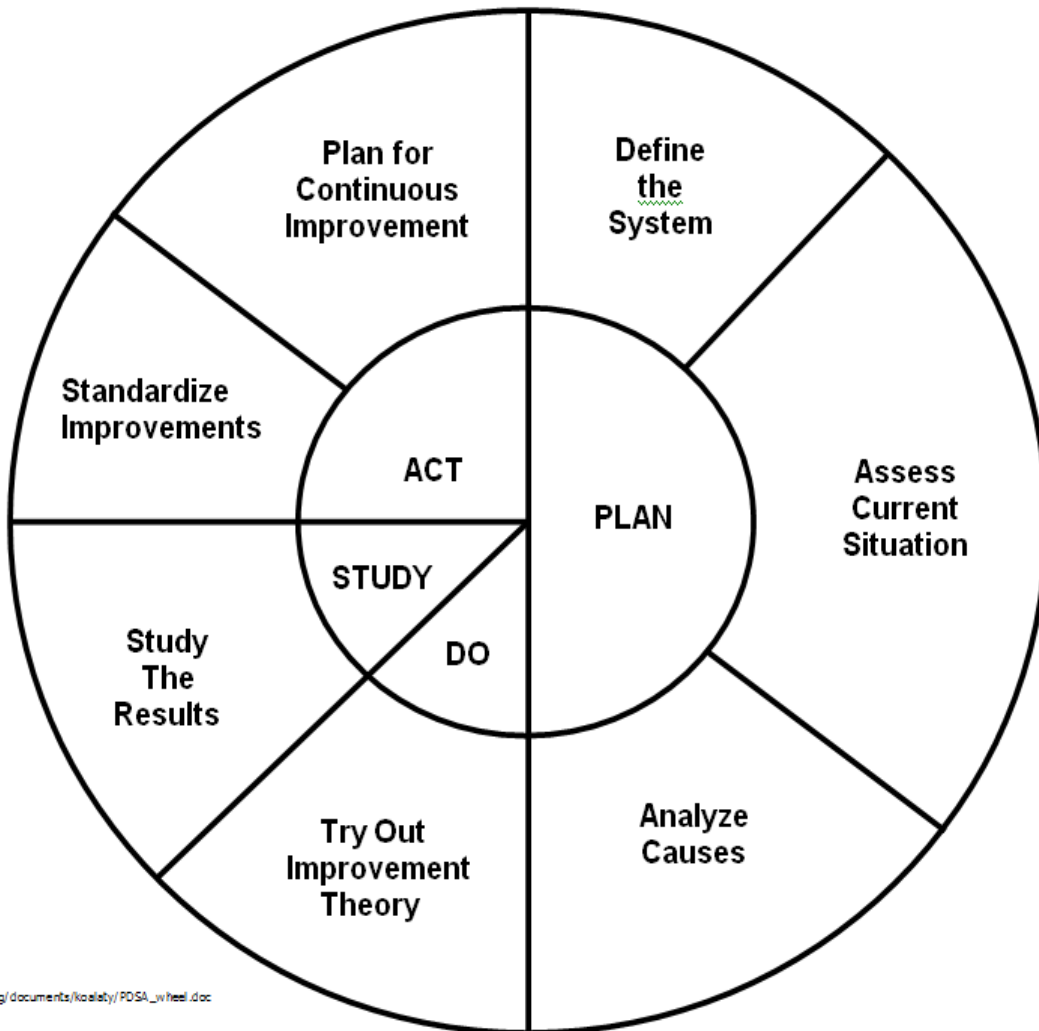 Plan for
Continuous
Improvement
Define
the
System
Standardize
Improvements
ACT
PLAN
Assess
Current
Situation
STUDY
DO
Study
The
Results
Try Out
Improvement
Theory
Analyze
Causes
g/documents/koalaty/PDSA_wheel.doc